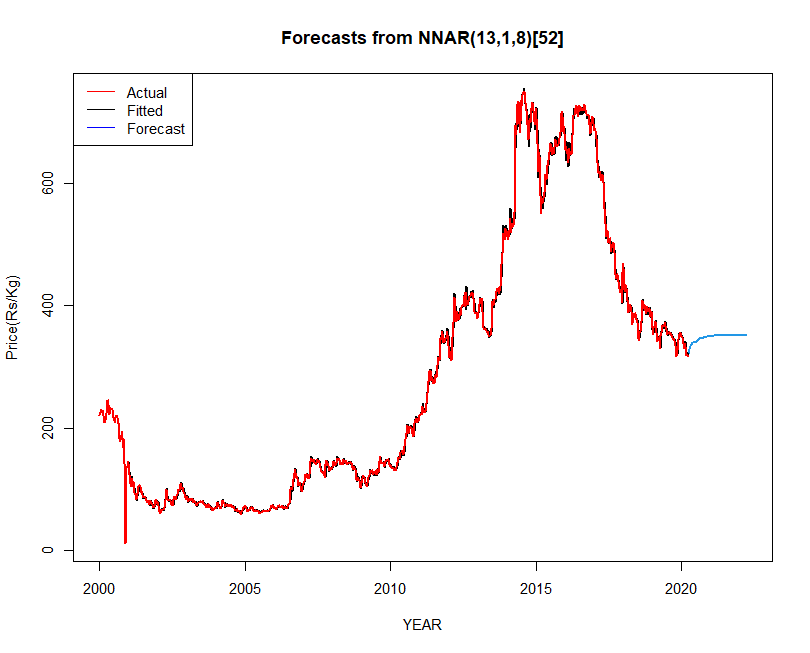 Forecasts from NNAR(13,1,8)[52]
Actual
Fitted
Forecast
600
400
200
0
Price(Rs/Kg)
2000 2005 2010 2015 2020
YEAR